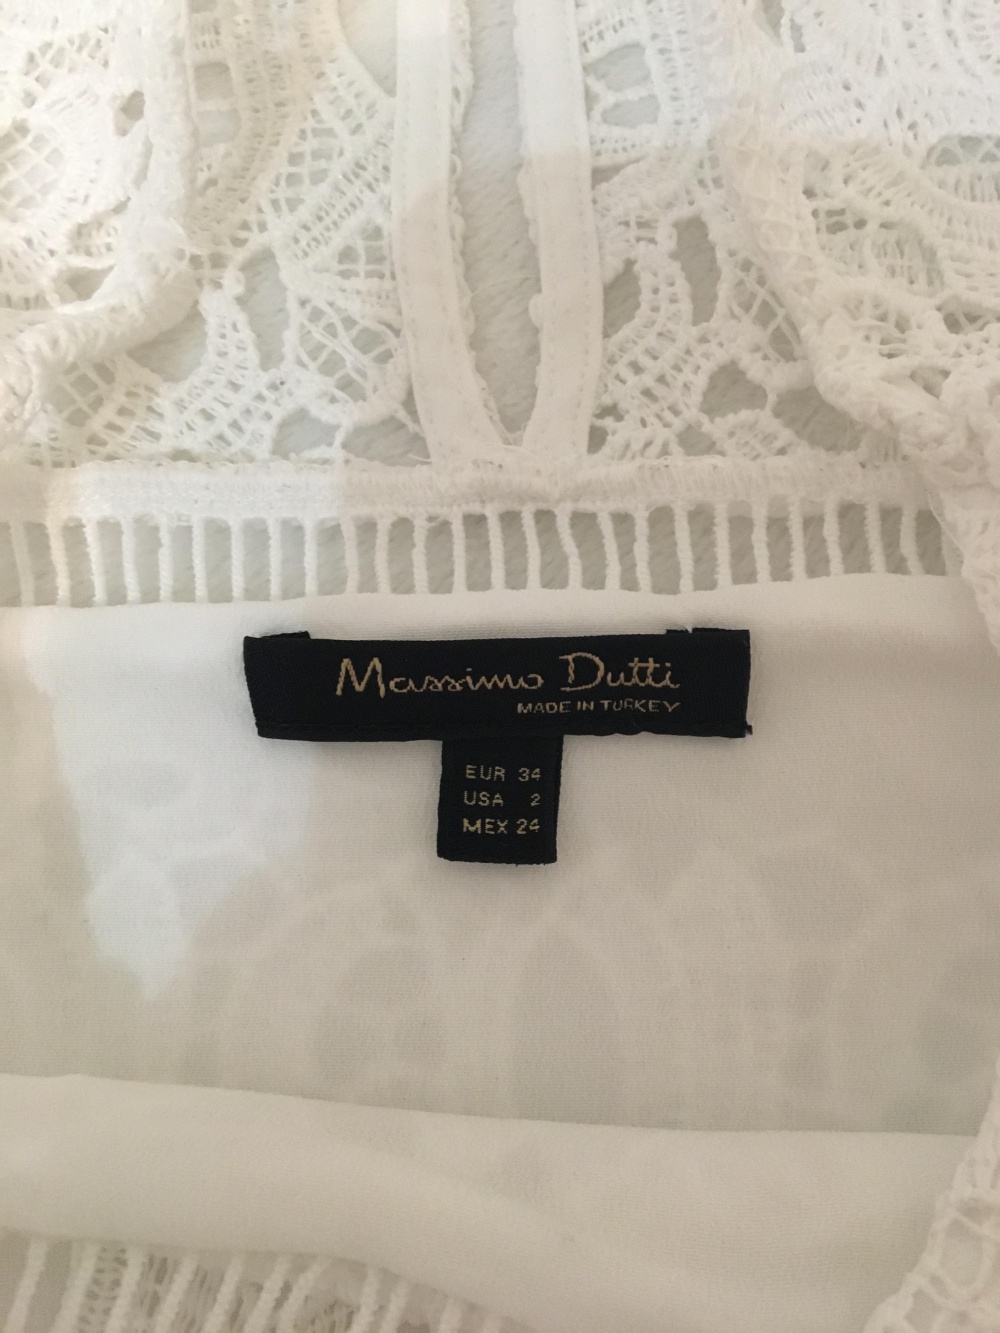 Massimo Dutti
MADE IN TURKEY
EUR 34
USA 2
MEX 24